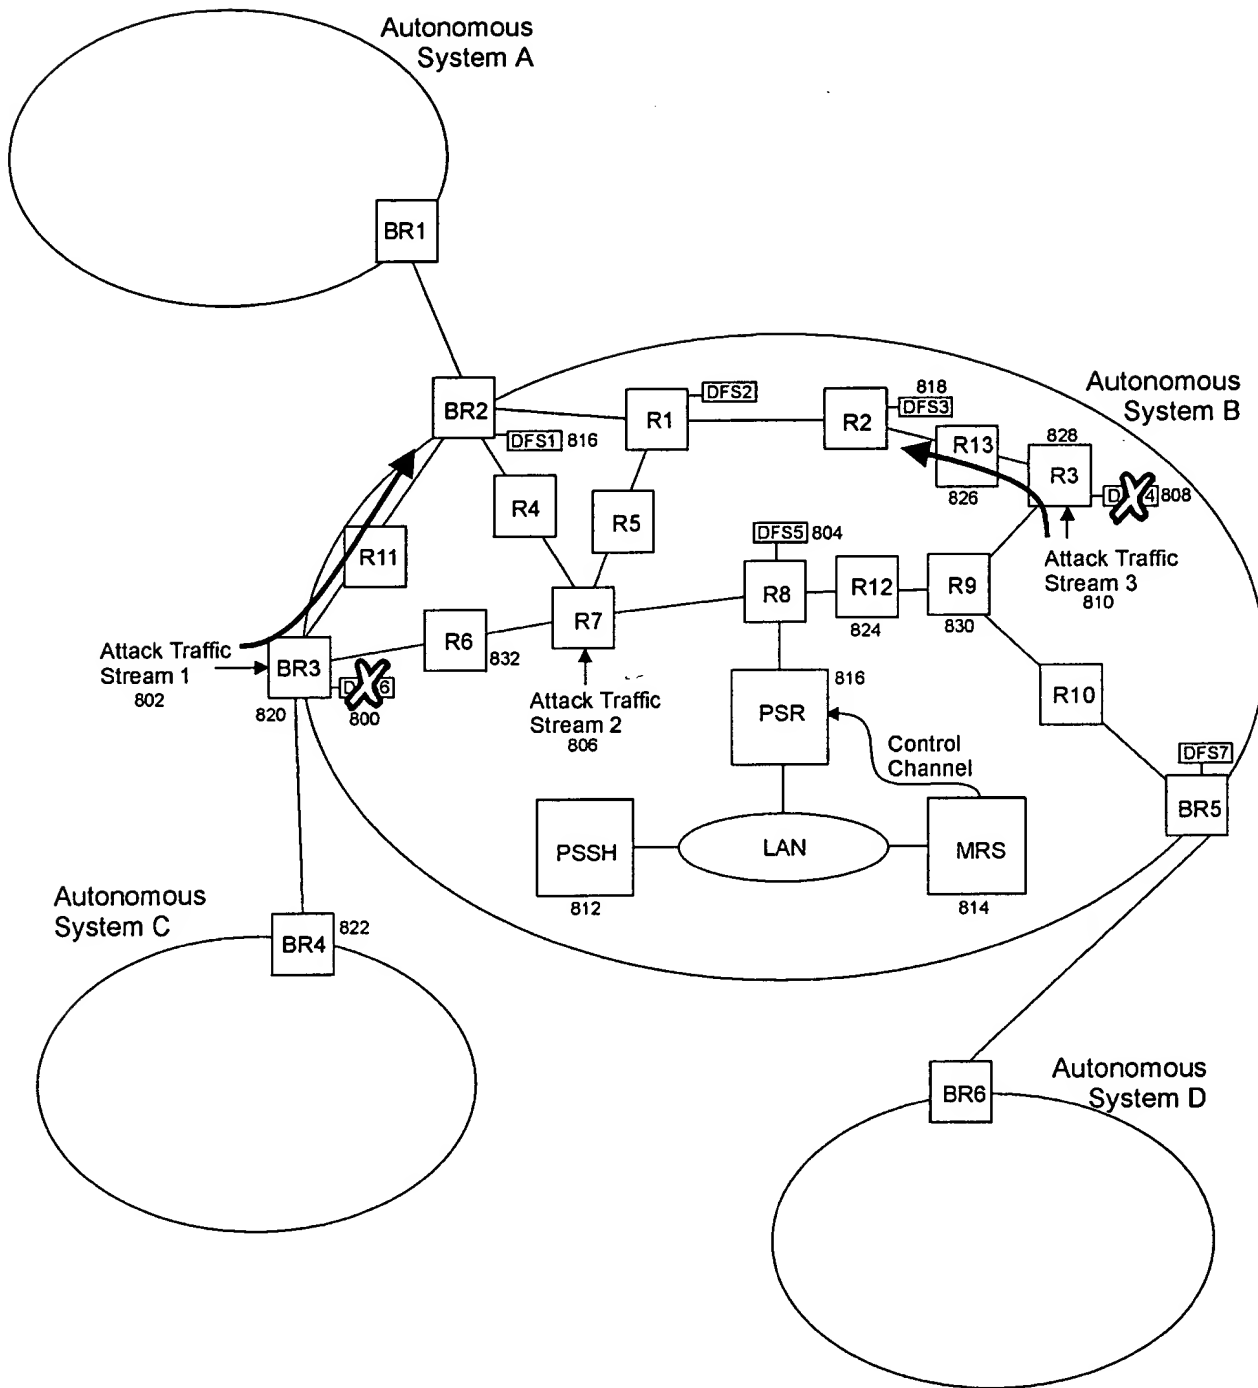 Autonomous
System A
BR1
BR2
DFS1 816
R1
DFS2
R2
818
DFS3
Autonomous
System B
R13
826
828
R3
808
R4
R5
R11
DFS5 804
R8
R12
824
R9
830
Attack Traffic
Stream 3
810
R7
R6
832
Attack Traffic
Stream 1
802
BR3
820
800
Attack Traffic
Stream 2
806
816
PSR
Control
Channel
R10
DFS7
BR5
PSSH
812
LAN
MRS
814
Autonomous
System C
BR4
822
BR6
Autonomous
System D